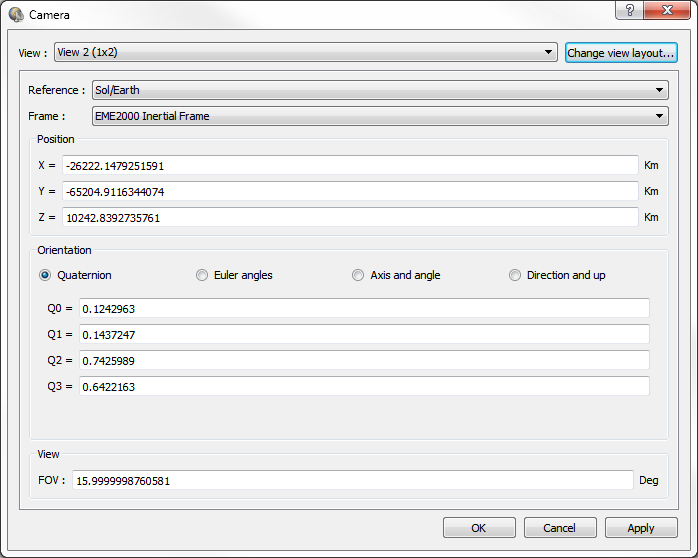 Camera
View : View 2 (1x2) Change view layout...
Reference : Sol/Earth
Frame : EME2000 Inertial Frame
Position
X = -26222.1479251591 Km
Y = -65204.9116344074 Km
Z = 10242.8392735761 Km
Orientation
Quaternion Euler angles Axis and angle Direction and up
Q0 = 0.1242963
Q1 = 0.1437247
Q2 = 0.7425989
Q3 = 0.6422163
View
FOV : 15.9999998760581 Deg
OK Cancel Apply